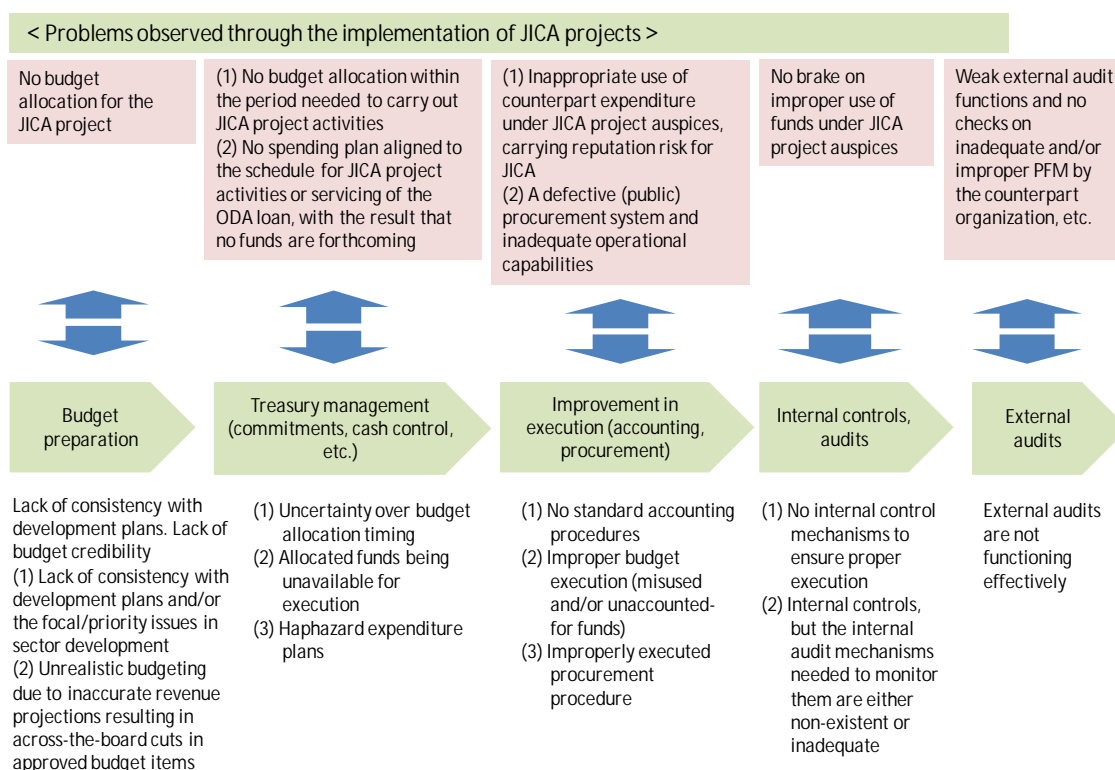 < Problems observed through the implementation of JICA projects >
No budget
allocation for the
JICA project
(1) No budget allocation within
the period needed to carry out
JICA project activities
(2) No spending plan aligned to
the schedule for JICA project
activities or servicing of the
ODA loan, with the result that
no funds are forthcoming
(1) Inappropriate use of
counterpart expenditure
under JICA project auspices,
carrying reputation risk for
JICA
(2) A defective (public)
procurement system and
inadequate operational
capabilities
No brake on
improper use of
funds under JICA
project auspices
Weak external audit
functions and no
checks on
inadequate and/or
improper PFM by
the counterpart
organization, etc.
Budget
preparation
Treasury management
(commitments, cash control,
etc.)
Improvement in
execution (accounting,
procurement)
Internal controls,
audits
External
audits
Lack of consistency with
development plans. Lack of
budget credibility
(1) Lack of consistency with
development plans and/or
the focal/priority issues in
sector development
(2) Unrealistic budgeting
due to inaccurate revenue
projections resulting in
across-the-board cuts in
approved budget items
(1) Uncertainty over budget
allocation timing
(2) Allocated funds being
unavailable for
execution
(3) Haphazard expenditure
plans
(1) No standard accounting
procedures
(2) Improper budget
execution (misused
and/or unaccounted-
for funds)
(3) Improperly executed
procurement
procedure
(1) No internal control
mechanisms to
ensure proper
execution
(2) Internal controls,
but the internal
audit mechanisms
needed to monitor
them are either
non-existent or
inadequate
External audits
are not
functioning
effectively